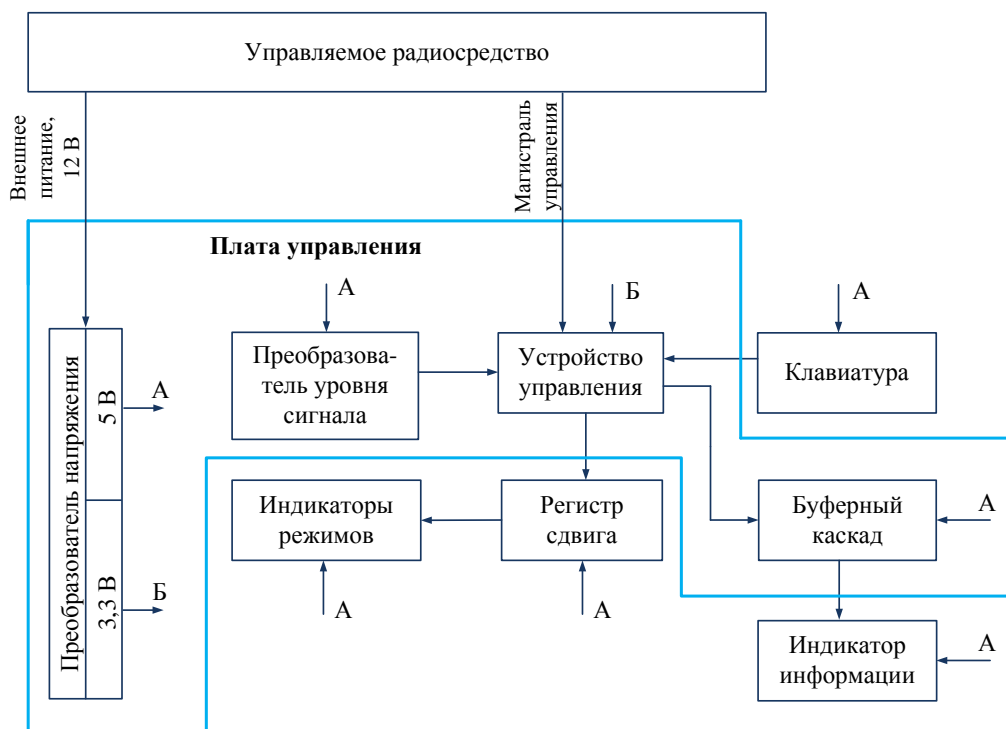 Управляемое радиосредство
Внешнее
питание,
12 В
Магистраль
управления
Плата управления
А
Б
А
Преобразова-
тель уровня
сигнала
Устройство
управления
Клавиатура
Преобразователь напряжения
5 В
А
3,3 В
Б
Индикаторы
режимов
Регистр
сдвига
Буферный
каскад
А
А
А
Индикатор
информации
А